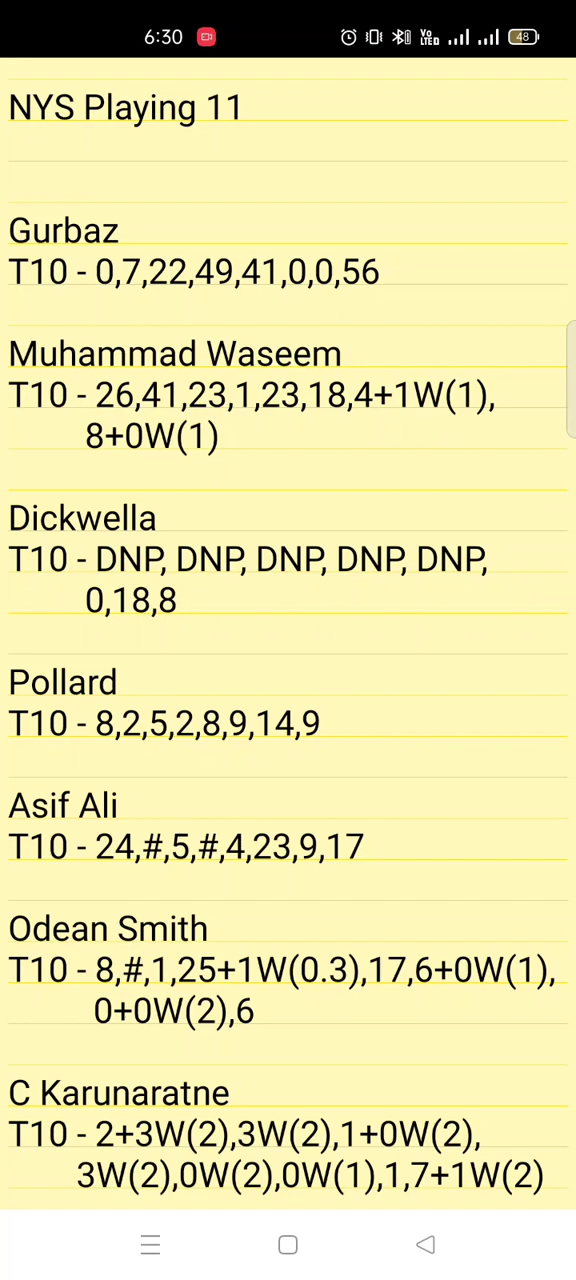 6:30
VO
LTED
48
NYS Playing 11
Gurbaz
T10 - 0,7,22,49,41,0,0,56
Muhammad Waseem
T10 - 26,41,23,1,23,18,4+1W(1),
8+0W(1)
Dickwella
T10 - DNP, DNP, DNP, DNP, DNP,
0,18,8
Pollard
T10 - 8,2,5,2,8,9,14,9
Asif Ali
T10 - 24,#,5,#,4,23,9,17
Odean Smith
T10 - 8,#,1,25+1W(0.3),17,6+0W(1),
0+0W(2),6
C Karunaratne
T10 - 2+3W(2),3W(2),1+0W(2),
3W(2),0W(2),0W(1),1,7+1W(2)